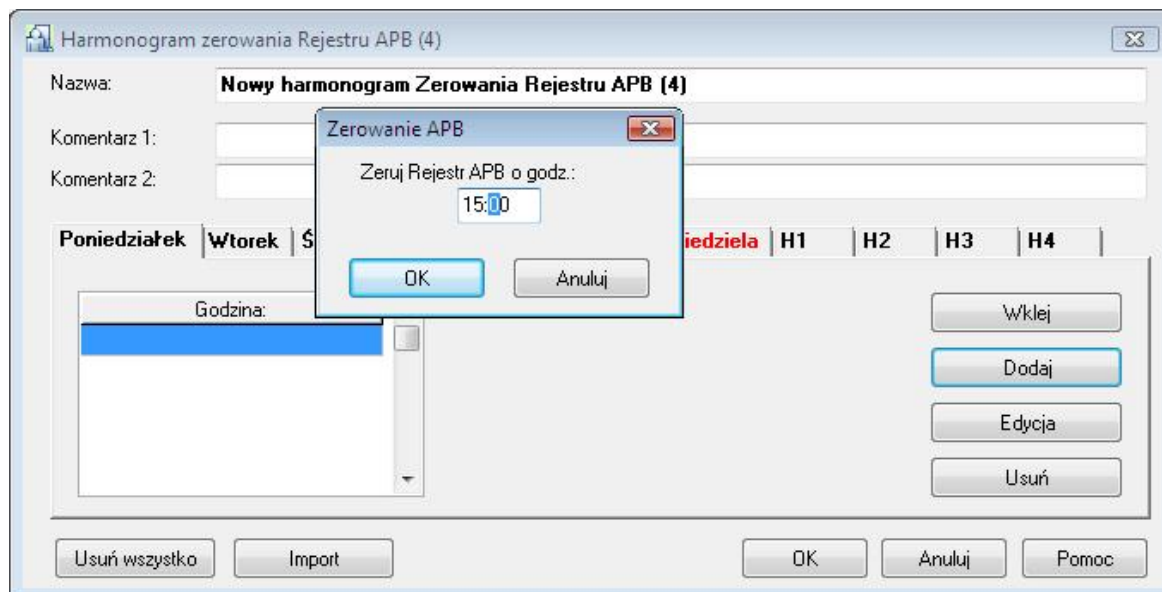 Harmonogram zerowania Rejestru APB (4)
Nazwa: Nowy harmonogram Zerowania Rejestru APB (4)
Zerowanie APB
Komentarz 1:
Zeruj Rejestr APB o godz.:
Komentarz 2:
15:00
Poniedziałek Wtorek Ś iedziela H1 H2 H3 H4
OK Anuluj
Godzina:
Wklej
Dodaj
Edycja
Usuń
Usuń wszystko Import OK Anuluj Pomoc